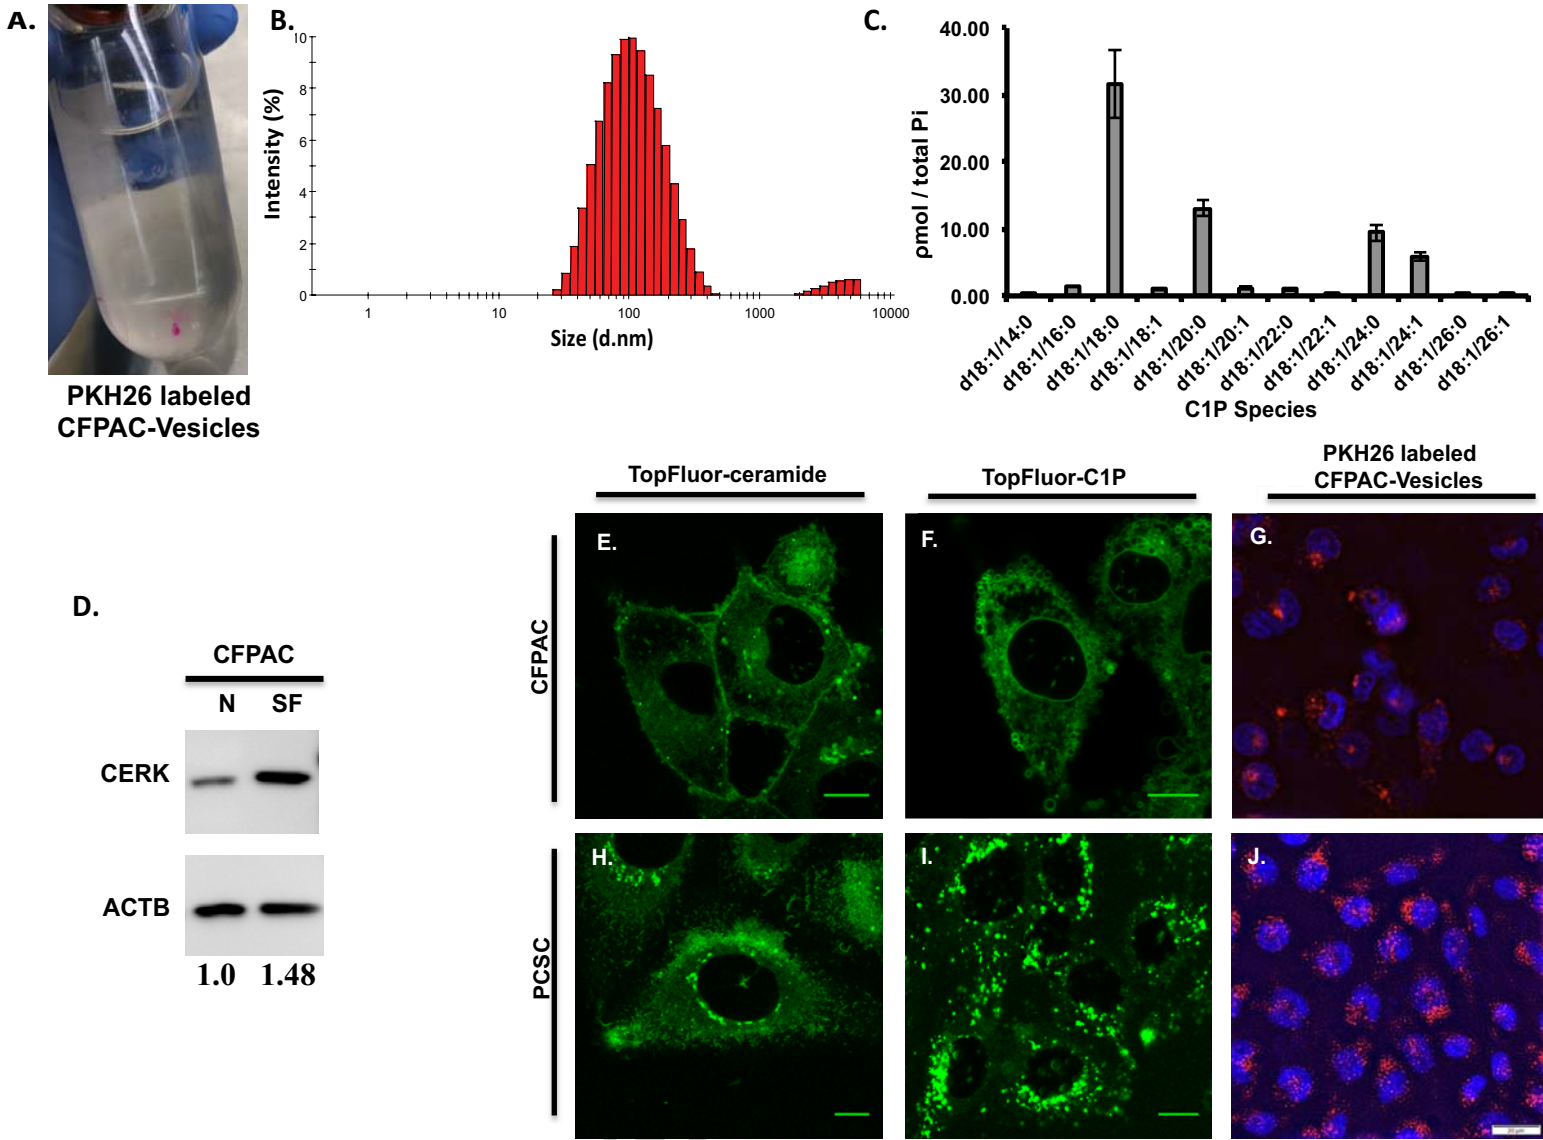 A.
PKH26 labeled
CFPAC-Vesicles
B.
Intensity (%)
10
8
6
4
2
0
1
10
100
1000
10000
Size (d.nm)
C.
ρmol / total Pi
40.00
30.00
20.00
10.00
0.00
d18:1/14:0
d18:1/16:0
d18:1/18:0
d18:1/18:1
d18:1/20:0
d18:1/20:1
d18:1/22:0
d18:1/22:1
d18:1/24:0
d18:1/24:1
d18:1/26:0
d18:1/26:1
C1P Species
D.
CFPAC
N SF
CERK
ACTB
1.0 1.48
TopFluor-ceramide
TopFluor-C1P
PKH26 labeled
CFPAC-Vesicles
CFPAC
E.
F.
G.
PCSC
H.
I.
J.